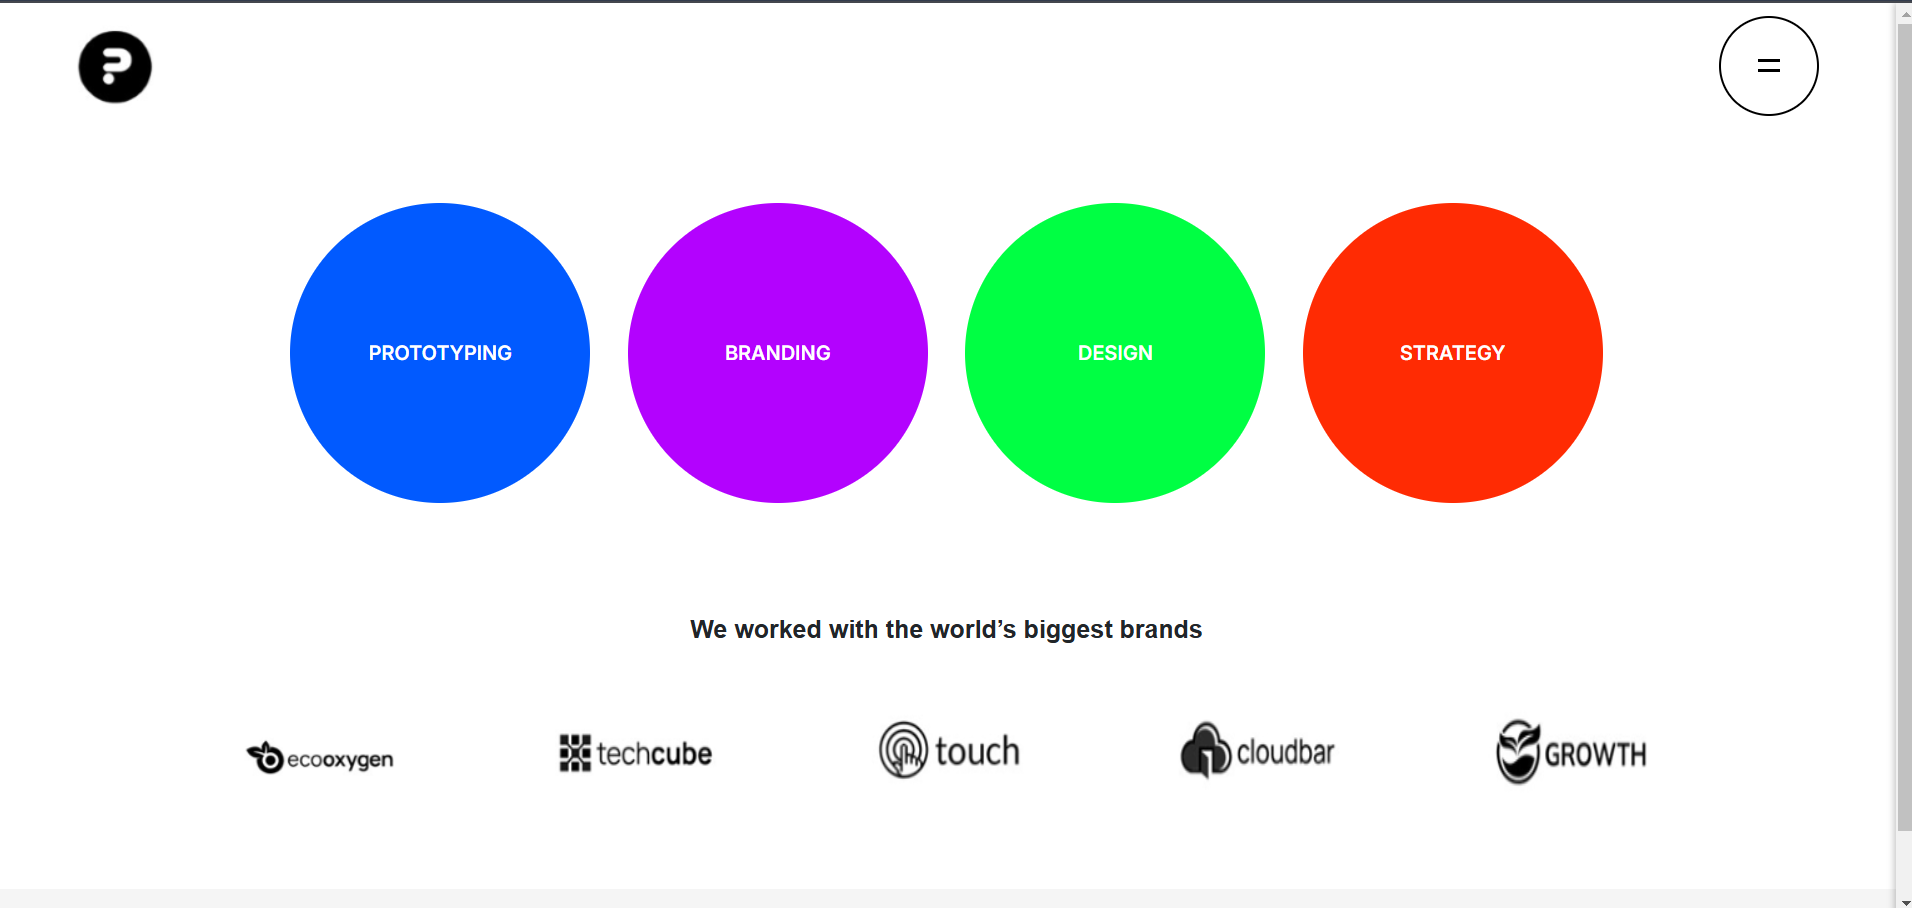 PROTOTYPING
BRANDING
DESIGN
STRATEGY
We worked with the world’s biggest brands
ecooxygen
techcube
touch
cloudbar
GROWTH